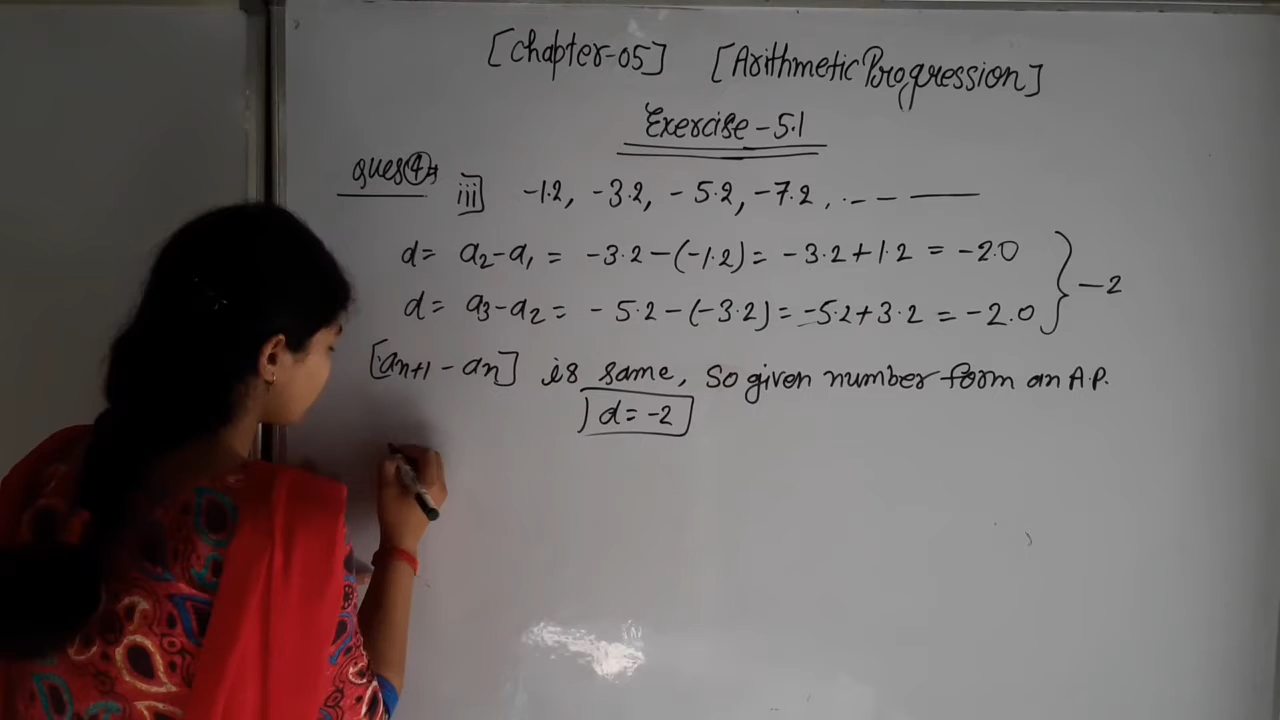 [Chapter-05] [Arithmetic Progression]
Exercise-5.1
Ques④⇒ iii] -1.2, -3.2, -5.2, -7.2, .– – —
d= a₂-a₁ = -3.2-(-1.2)= -3.2+1.2 = -2.0
d= a₃-a₂ = -5.2-(-3.2)= -5.2+3.2 = -2.0 } -2
[aₙ₊₁ - aₙ] is same, so given number form an A.P.
d= -2